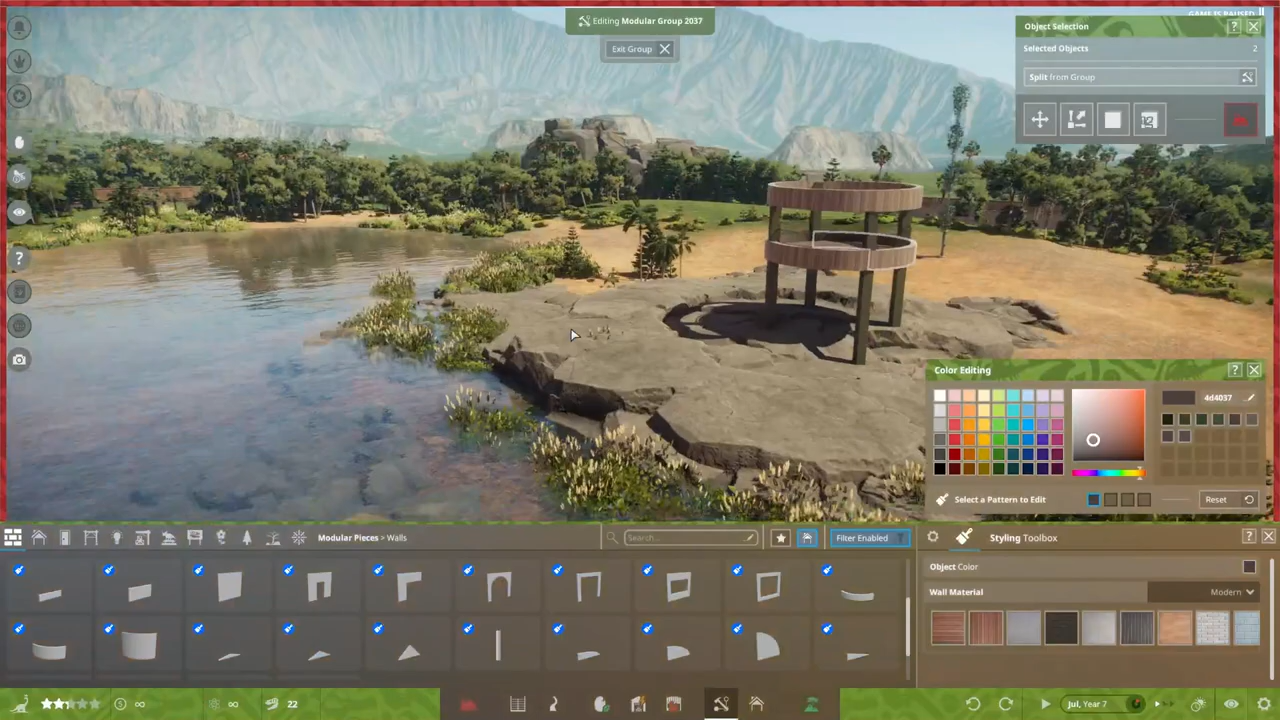 Editing Modular Group 2037
GAME IS PAUSED
Exit Group
Object Selection
?
Selected Objects 2
Split from Group
12
?
Color Editing
?
4d4037
Select a Pattern to Edit
Reset
Modular Pieces > Walls
Search...
Filter Enabled
Styling Toolbox
?
Object Color
Wall Material
Modern
$ ∞
∞
22
Jul, Year 7